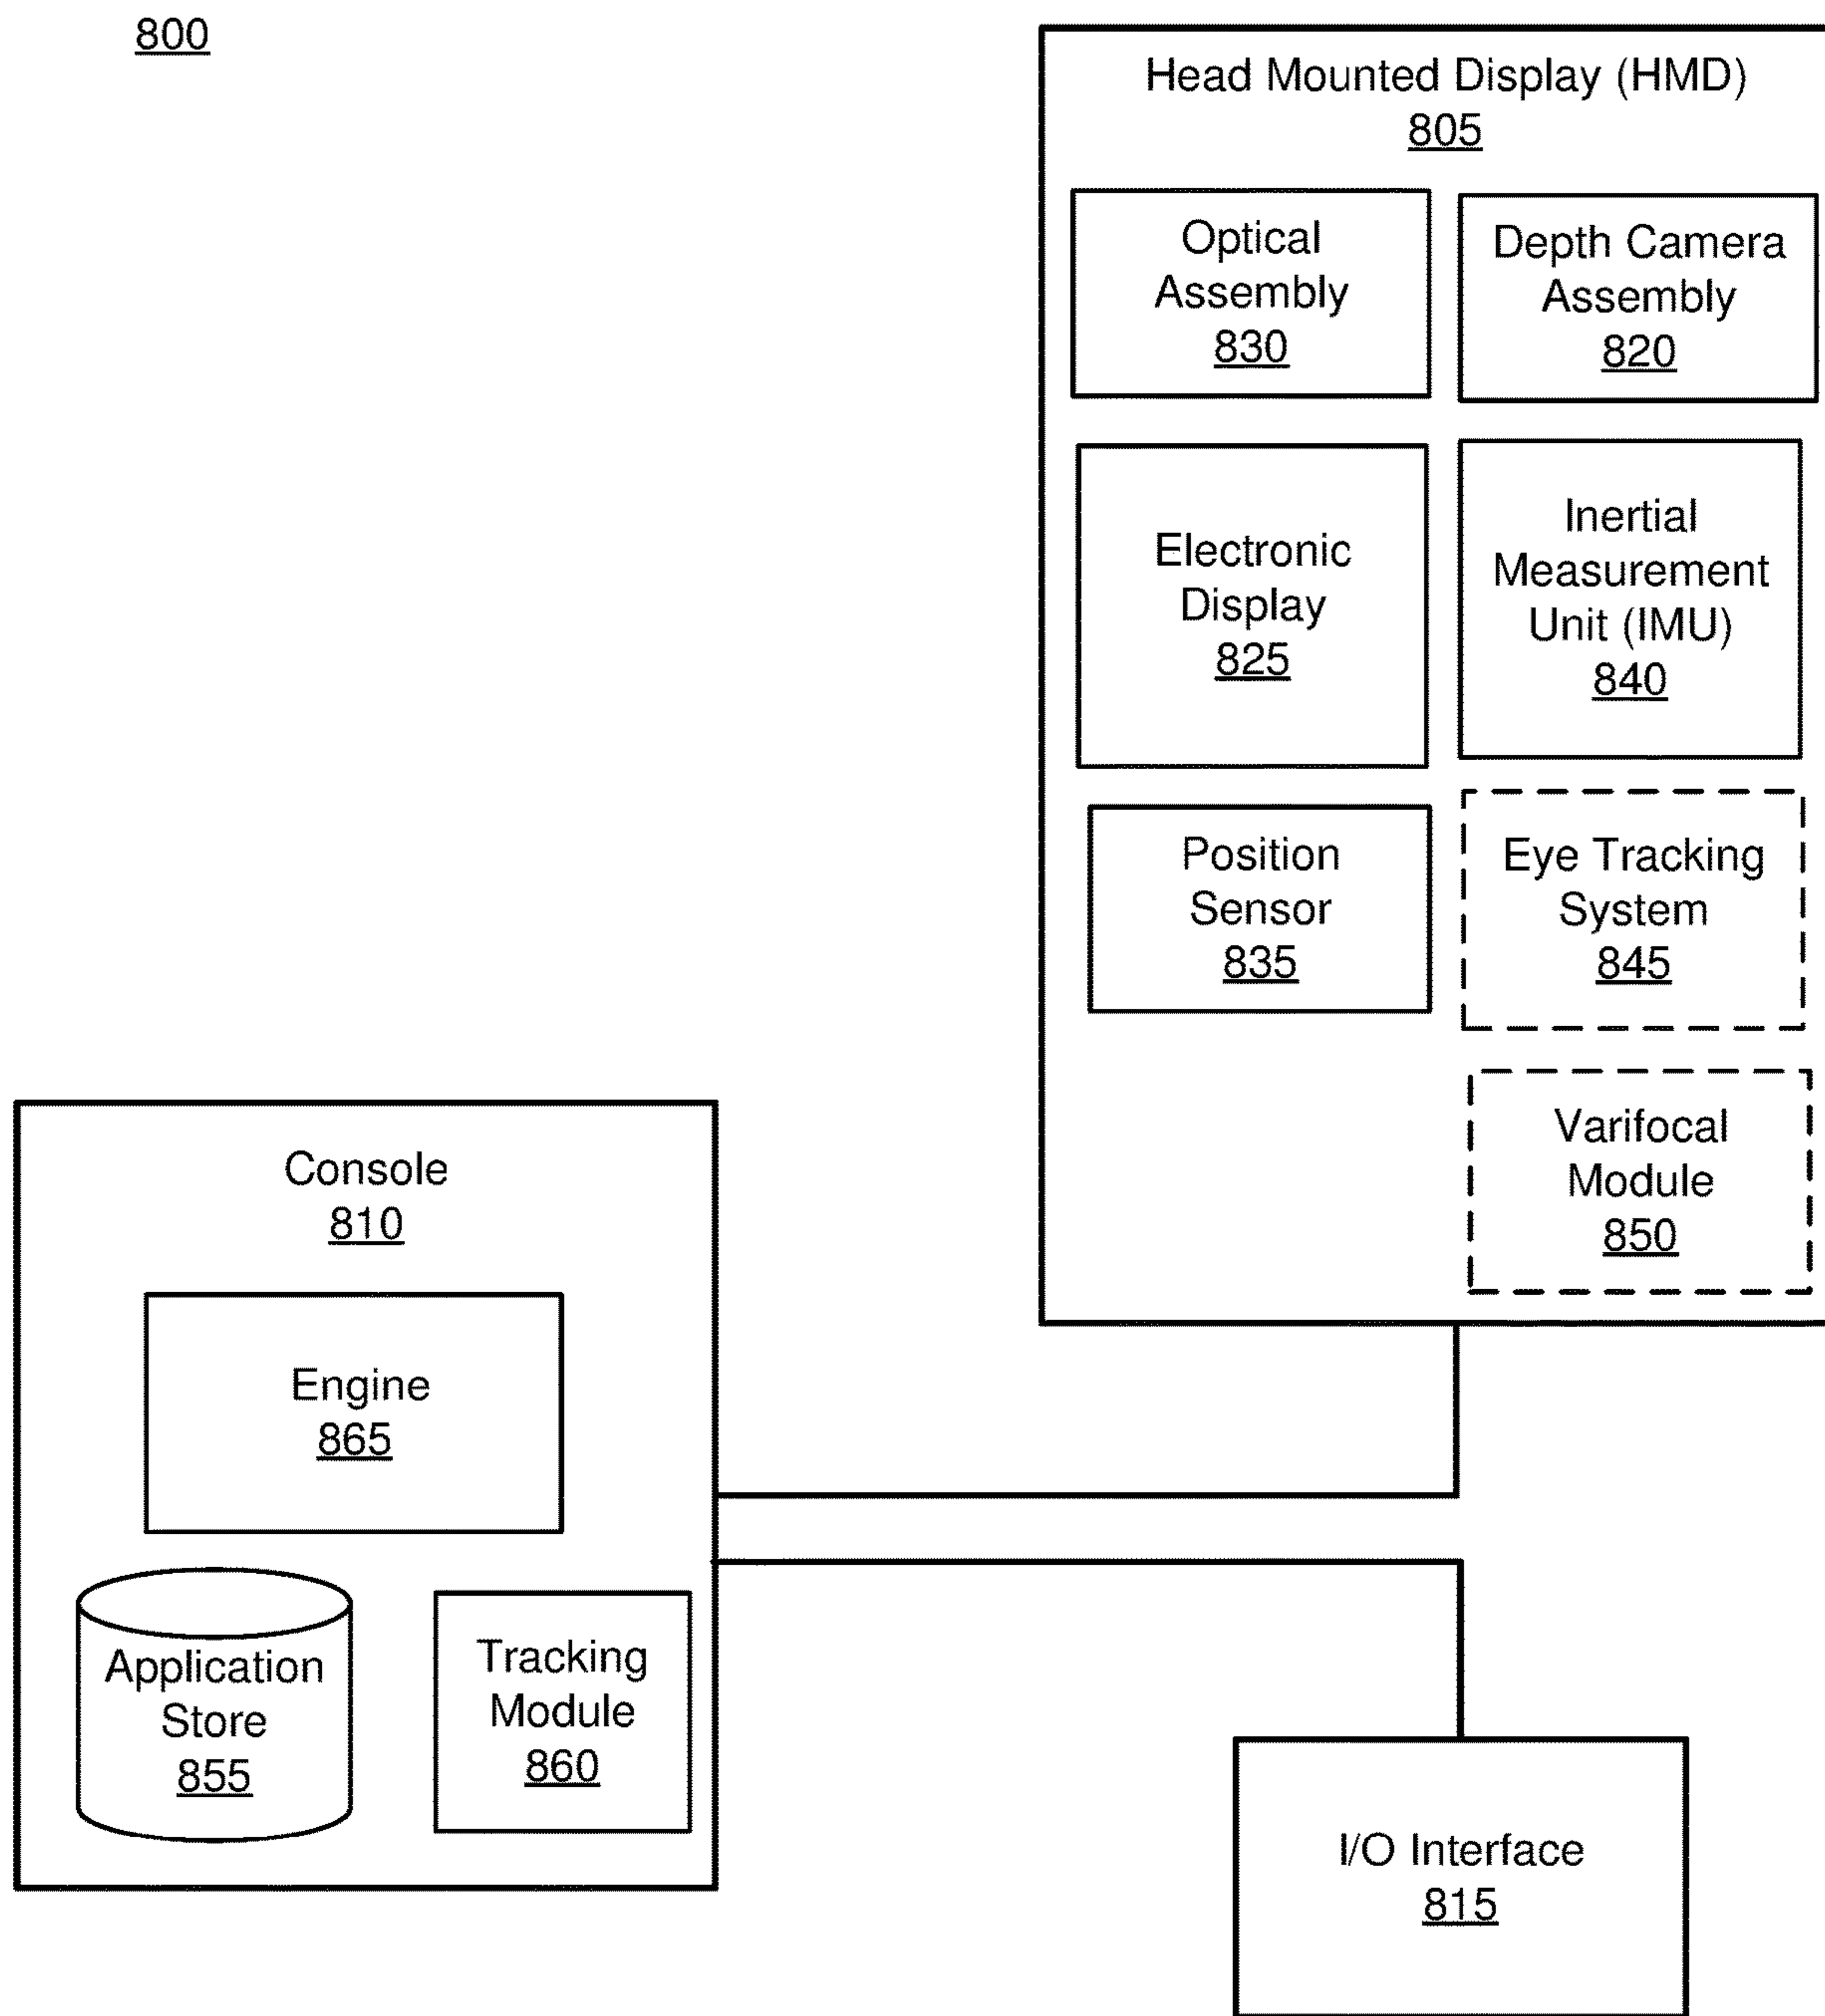 800
Head Mounted Display (HMD)
805
Optical
Assembly
830
Depth Camera
Assembly
820
Electronic
Display
825
Inertial
Measurement
Unit (IMU)
840
Position
Sensor
835
Eye Tracking
System
845
Varifocal
Module
850
Console
810
Engine
865
Application
Store
855
Tracking
Module
860
I/O Interface
815